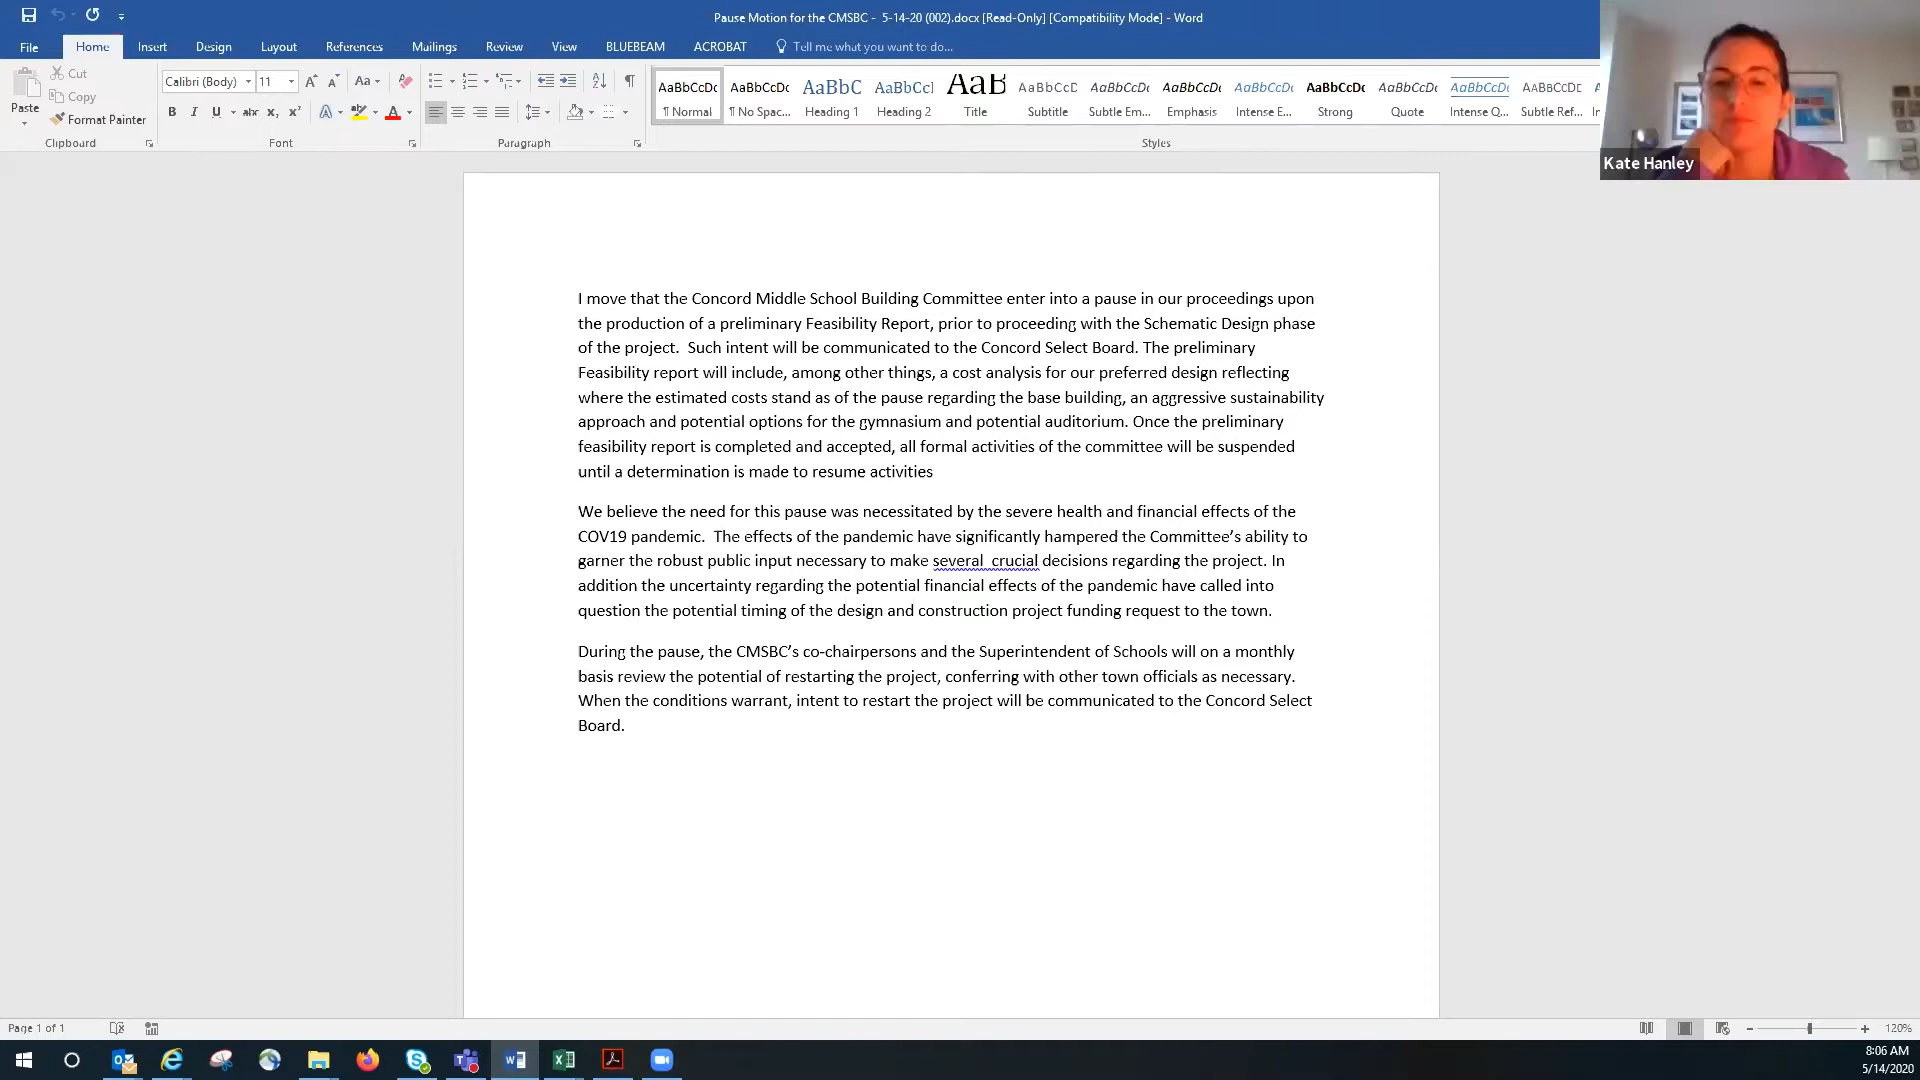 Pause Motion for the CMSBC - 5-14-20 (002).docx [Read-Only] [Compatibility Mode] - Word
File Home Insert Design Layout References Mailings Review View BLUEBEAM ACROBAT Tell me what you want to do...
Paste
Cut
Copy
Format Painter
Clipboard
Calibri (Body) 11
Font
Paragraph
AaBbCcDc AaBbCcDc AaBbC AaBbCcI AaB AaBbCcD AaBbCcDc AaBbCcDc AaBbCcDc AaBbCcDc AaBbCcDc AaBbCcDc AABBCCDE
¶ Normal ¶ No Spac... Heading 1 Heading 2 Title Subtitle Subtle Em... Emphasis Intense E... Strong Quote Intense Q... Subtle Ref...
Styles
Kate Hanley
I move that the Concord Middle School Building Committee enter into a pause in our proceedings upon
the production of a preliminary Feasibility Report, prior to proceeding with the Schematic Design phase
of the project.  Such intent will be communicated to the Concord Select Board. The preliminary
Feasibility report will include, among other things, a cost analysis for our preferred design reflecting
where the estimated costs stand as of the pause regarding the base building, an aggressive sustainability
approach and potential options for the gymnasium and potential auditorium. Once the preliminary
feasibility report is completed and accepted, all formal activities of the committee will be suspended
until a determination is made to resume activities
We believe the need for this pause was necessitated by the severe health and financial effects of the
COV19 pandemic.  The effects of the pandemic have significantly hampered the Committee’s ability to
garner the robust public input necessary to make several  crucial decisions regarding the project. In
addition the uncertainty regarding the potential financial effects of the pandemic have called into
question the potential timing of the design and construction project funding request to the town.
During the pause, the CMSBC’s co-chairpersons and the Superintendent of Schools will on a monthly
basis review the potential of restarting the project, conferring with other town officials as necessary.
When the conditions warrant, intent to restart the project will be communicated to the Concord Select
Board.
Page 1 of 1
120%
8:06 AM
5/14/2020